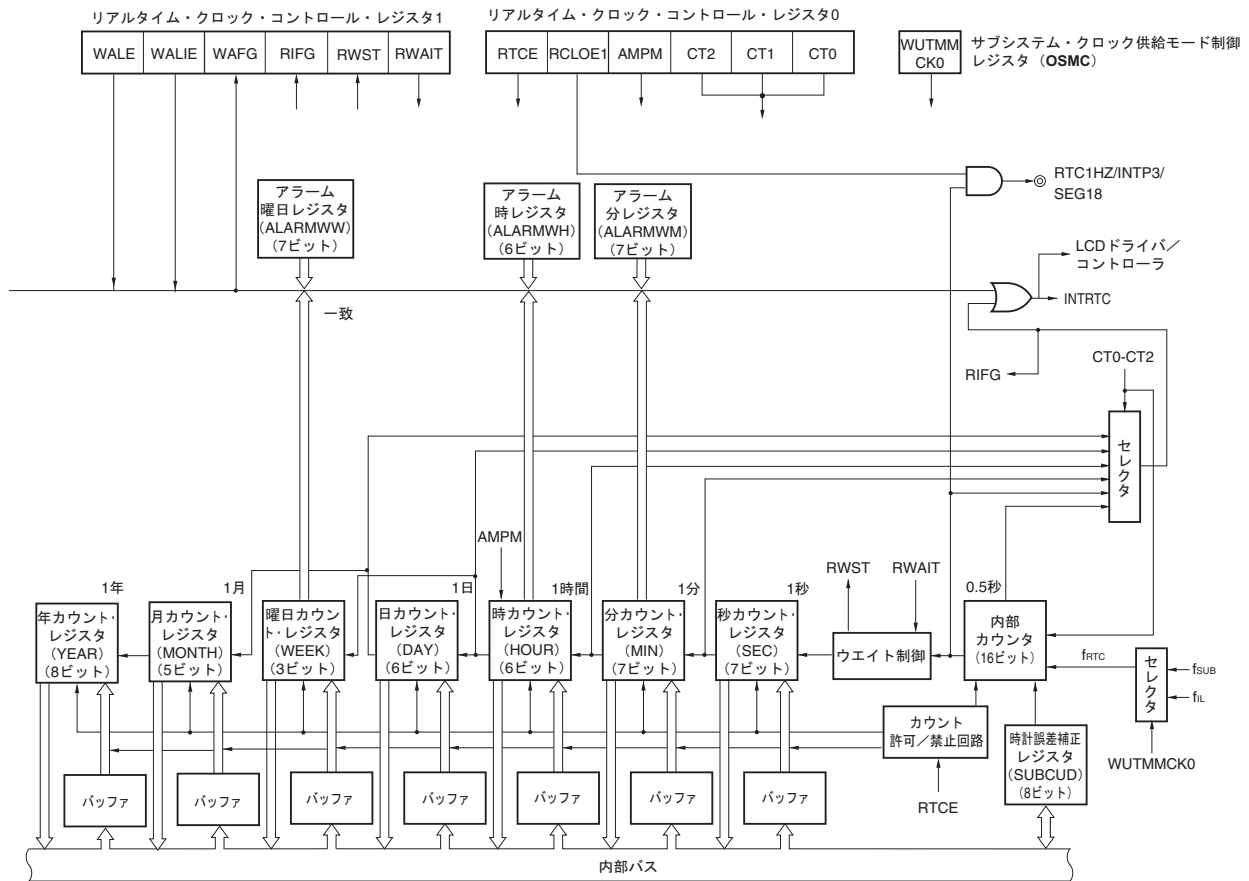 リアルタイム・クロック・コントロール・レジスタ1
リアルタイム・クロック・コントロール・レジスタ0
WALE WALIE WAFG RIFG RWST RWAIT
RTCE RCLOE1 AMPM CT2 CT1 CT0
WUTMM
CK0
サブシステム・クロック供給モード制御
レジスタ（OSMC）
アラーム
曜日レジスタ
(ALARMWW)
（7ビット）
アラーム
時レジスタ
(ALARMWH)
（6ビット）
アラーム
分レジスタ
(ALARMWM)
（7ビット）
RTC1HZ/INTP3/
SEG18
LCDドライバ／
コントローラ
INTRTC
一致
RIFG
CT0-CT2
セレクタ
AMPM
RWST
RWAIT
1年
1月
1日
1時間
1分
1秒
0.5秒
年カウント・
レジスタ
(YEAR)
（8ビット）
月カウント・
レジスタ
(MONTH)
（5ビット）
曜日カウン
ト・レジスタ
(WEEK)
（3ビット）
日カウント・
レジスタ
(DAY)
（6ビット）
時カウント・
レジスタ
(HOUR)
（6ビット）
分カウント・
レジスタ
(MIN)
（7ビット）
秒カウント・
レジスタ
(SEC)
（7ビット）
ウエイト制御
内部
カウンタ
（16ビット）
fRTC
セレクタ
fSUB
fIL
カウント
許可／禁止回路
時計誤差補正
レジスタ
(SUBCUD)
（8ビット）
WUTMMCK0
RTCE
バッファ
バッファ
バッファ
バッファ
バッファ
バッファ
バッファ
内部バス